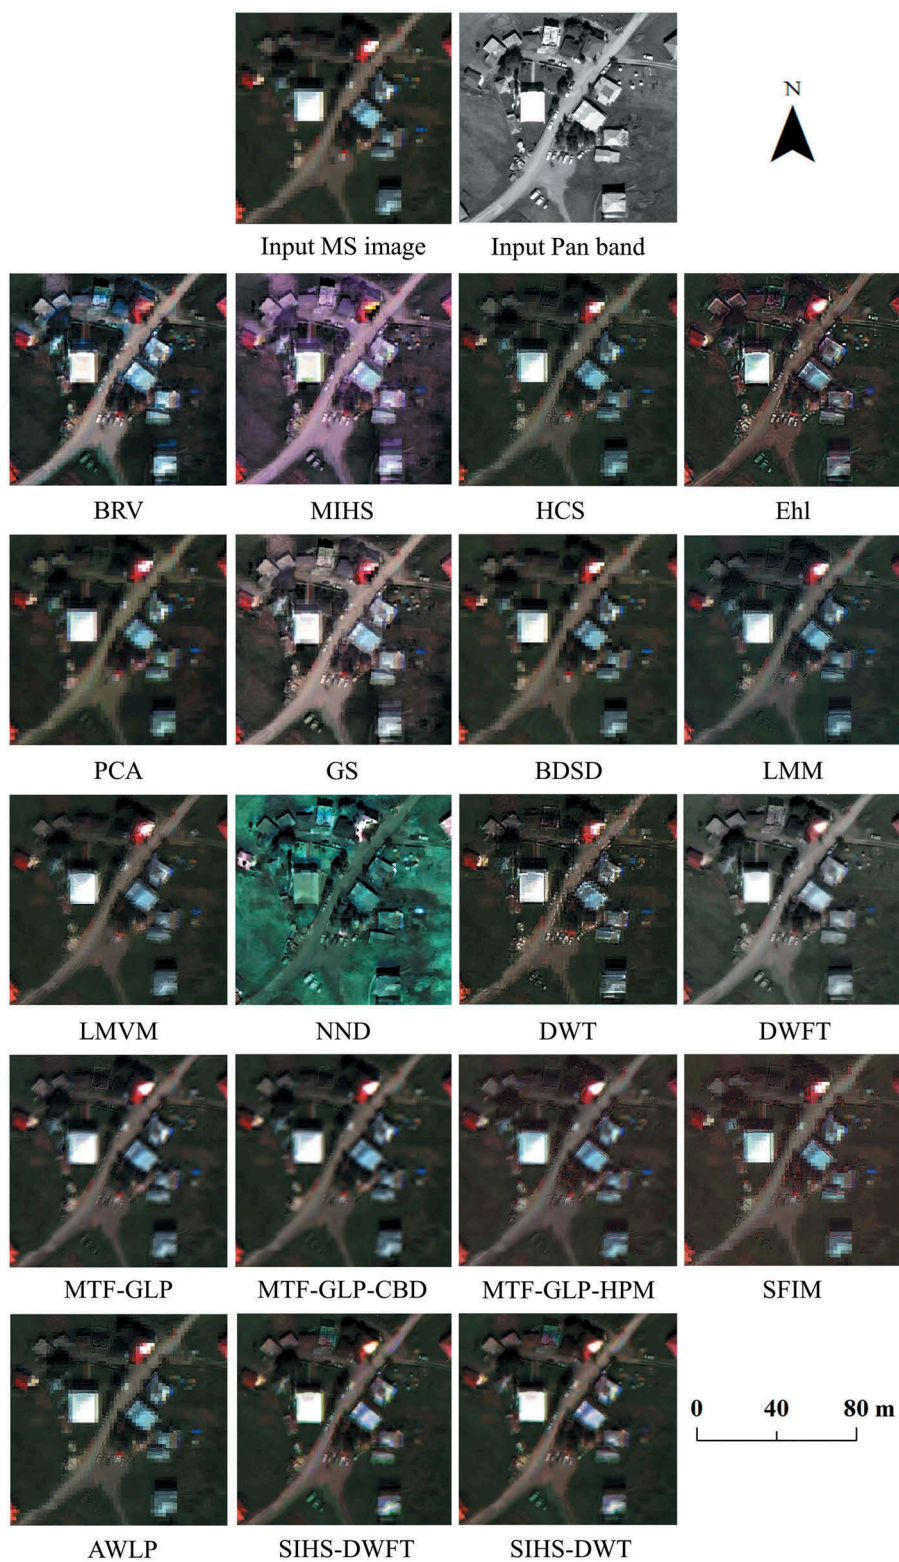 N
Input MS image
Input Pan band
BRV
MIHS
HCS
Ehl
PCA
GS
BDSD
LMM
LMVM
NND
DWT
DWFT
MTF-GLP
MTF-GLP-CBD
MTF-GLP-HPM
SFIM
0 40 80 m
AWLP
SIHS-DWFT
SIHS-DWT